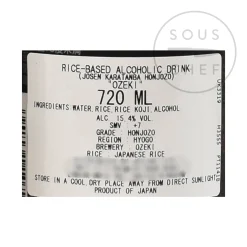 SOUS
CHEF
RICE-BASED ALCOHOLIC DRINK
(JOSEN KARATANBA HONJOZO)
"OZEKI"
720 ML
INGREDIENTS:WATER, RICE, RICE KOJI, ALCOHOL
ALC 15.4% VOL.
SMV +7
GRADE HONJOZO
REGION HYOGO
BREWERY OZEKI
RICE JAPANESE RICE
STORE IN A COOL, DRY PLACE AWAY FROM DIRECT SUNLIGHT
PRODUCT OF JAPAN